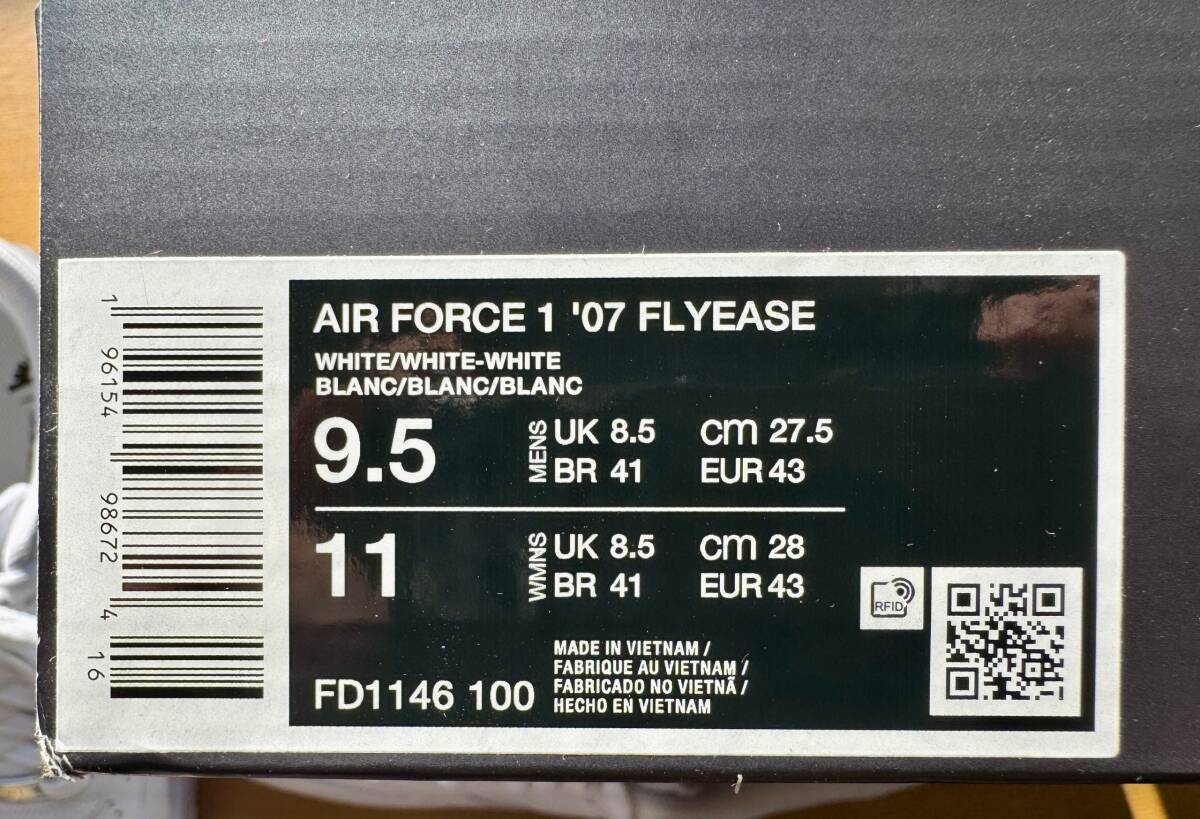 AIR FORCE 1 '07 FLYEASE
WHITE/WHITE-WHITE
BLANC/BLANC/BLANC
9.5 MENS UK 8.5 CM 27.5
BR 41 EUR 43
11 WMNS UK 8.5 CM 28
BR 41 EUR 43
FD1146 100
MADE IN VIETNAM /
FABRIQUE AU VIETNAM /
FABRICADO NO VIETNÃ /
HECHO EN VIETNAM
RFID
1 96154 98672 4 16